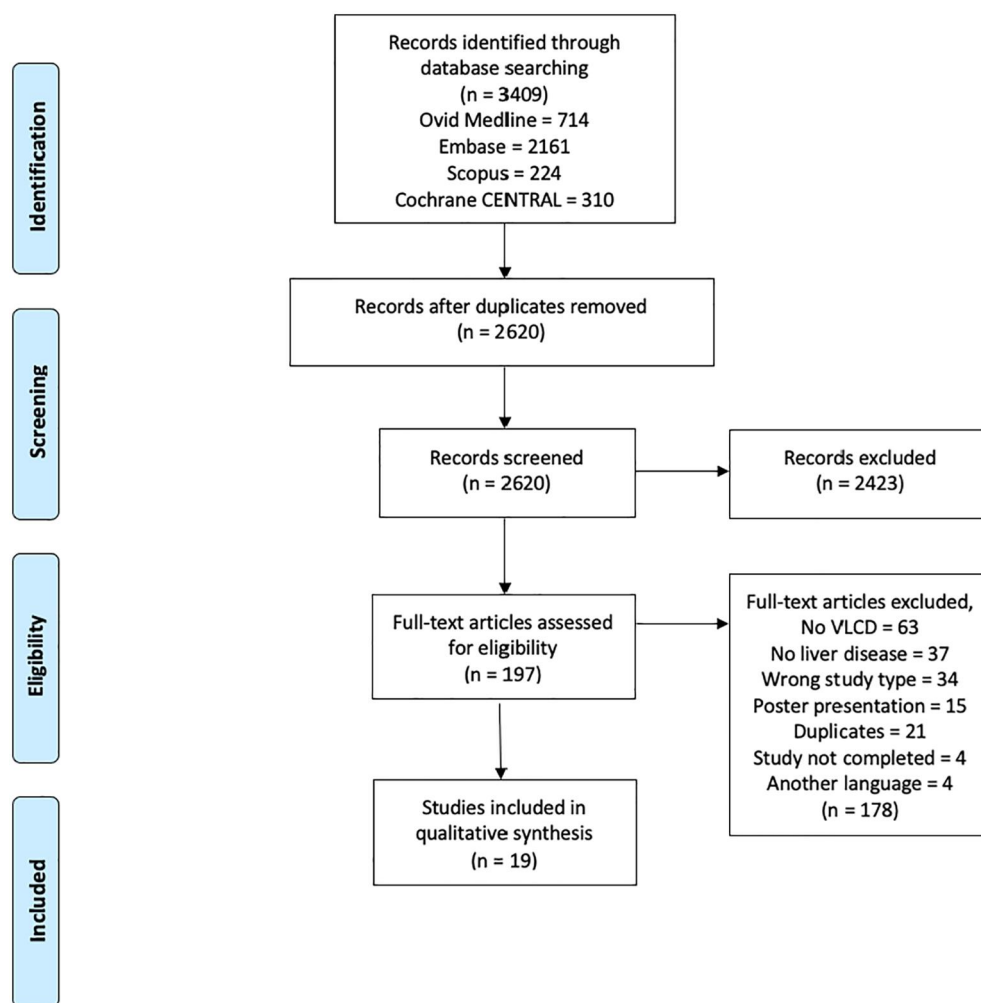 Identification
Records identified through
database searching
(n = 3409)
Ovid Medline = 714
Embase = 2161
Scopus = 224
Cochrane CENTRAL = 310
Screening
Records after duplicates removed
(n = 2620)
Records screened
(n = 2620)
Records excluded
(n = 2423)
Eligibility
Full-text articles assessed
for eligibility
(n = 197)
Full-text articles excluded,
No VLCD = 63
No liver disease = 37
Wrong study type = 34
Poster presentation = 15
Duplicates = 21
Study not completed = 4
Another language = 4
(n = 178)
Included
Studies included in
qualitative synthesis
(n = 19)